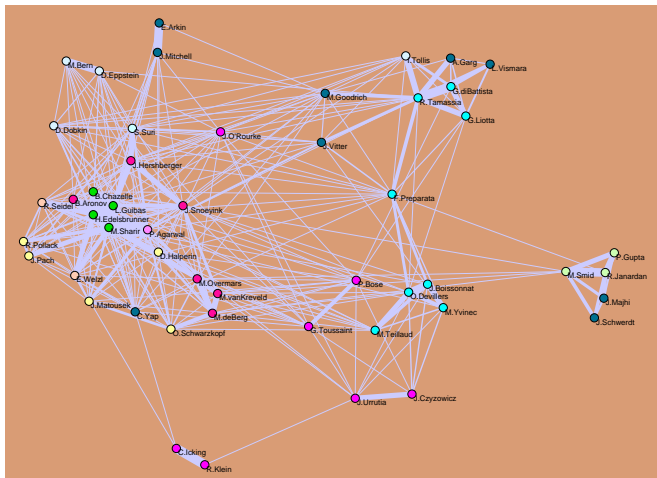 E.Arkin
J.Mitchell
I.Tollis
A.Garg
L.Vismara
M.Bern
D.Eppstein
G.diBattista
M.Goodrich
R.Tamassia
G.Liotta
D.Dobkin
S.Suri
J.O'Rourke
J.Vitter
J.Hershberger
B.Chazelle
F.Preparata
R.Seidel
B.Aronov
L.Guibas
J.Snoeyink
H.Edelsbrunner
M.Sharir
P.Agarwal
R.Pollack
D.Halperin
J.Pach
P.Gupta
E.Welzl
M.Smid
R.Janardan
M.Overmars
P.Bose
J.Boissonnat
M.vanKreveld
O.Devillers
J.Matousek
J.Majhi
C.Yap
M.deBerg
M.Yvinec
J.Schwerdt
O.Schwarzkopf
G.Toussaint
M.Teillaud
J.Urrutia
J.Czyzowicz
C.Icking
R.Klein